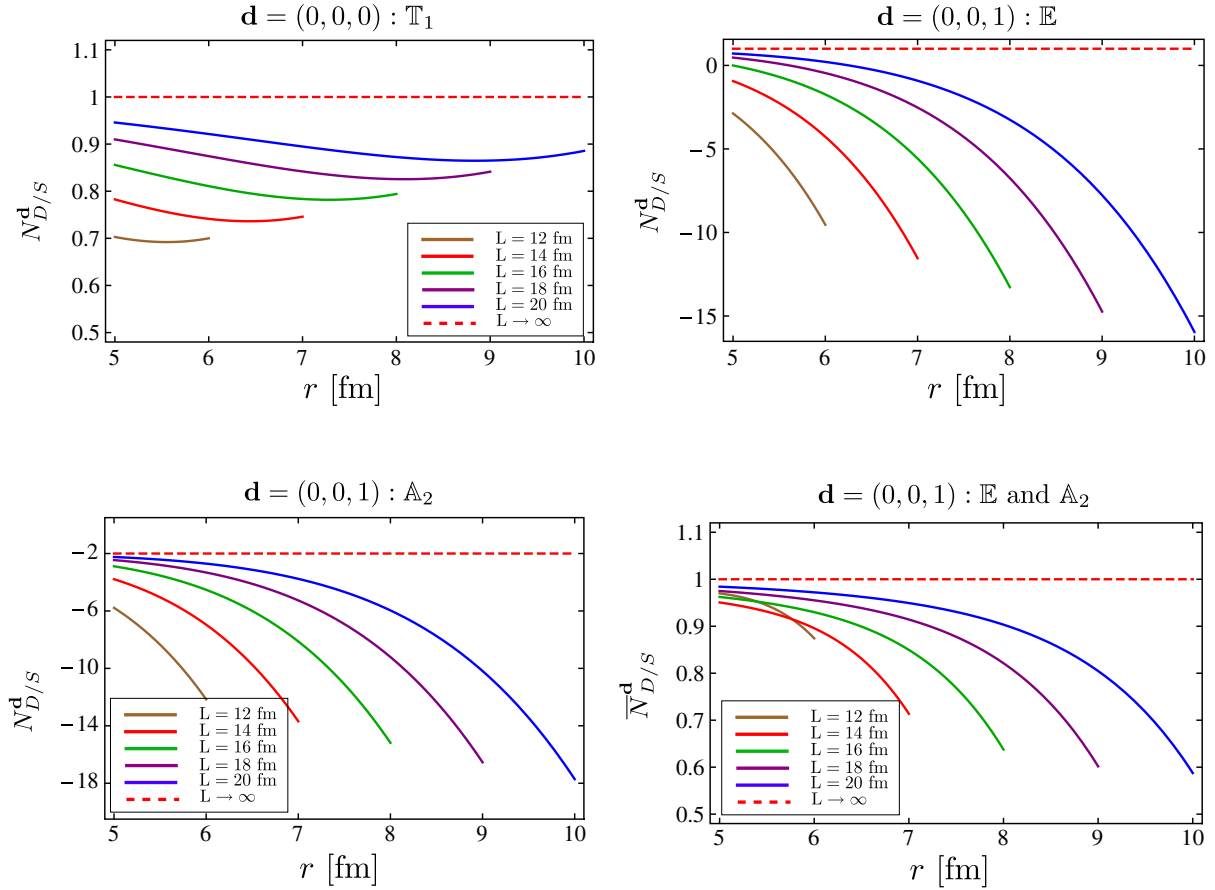 d = (0, 0, 0) : 𝕋₁
1.1
1
0.9
0.8
0.7
0.6
0.5
N^d_{D/S}
L = 12 fm
L = 14 fm
L = 16 fm
L = 18 fm
L = 20 fm
L → ∞
5 6 7 8 9 10
r [fm]
d = (0, 0, 1) : 𝔼
0
−5
−10
−15
N^d_{D/S}
5 6 7 8 9 10
r [fm]
d = (0, 0, 1) : 𝔸₂
−2
−6
−10
−14
−18
N^d_{D/S}
L = 12 fm
L = 14 fm
L = 16 fm
L = 18 fm
L = 20 fm
L → ∞
5 6 7 8 9 10
r [fm]
d = (0, 0, 1) : 𝔼 and 𝔸₂
1.1
1
0.9
0.8
0.7
0.6
0.5
N̅^d_{D/S}
L = 12 fm
L = 14 fm
L = 16 fm
L = 18 fm
L = 20 fm
L → ∞
5 6 7 8 9 10
r [fm]